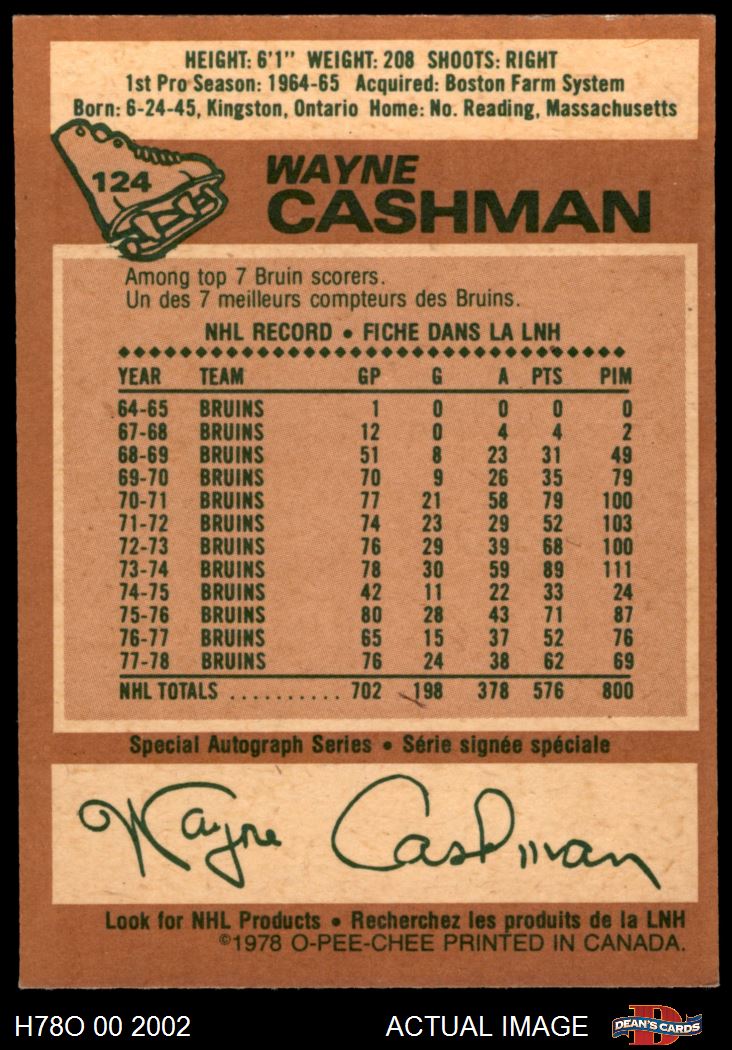 HEIGHT: 6'1" WEIGHT: 208 SHOOTS: RIGHT
1st Pro Season: 1964-65 Acquired: Boston Farm System
Born: 6-24-45, Kingston, Ontario Home: No. Reading, Massachusetts
124
WAYNE
CASHMAN
Among top 7 Bruin scorers.
Un des 7 meilleurs compteurs des Bruins.
NHL RECORD • FICHE DANS LA LNH
YEAR TEAM GP G A PTS PIM
64-65 BRUINS 1 0 0 0 0
67-68 BRUINS 12 0 4 4 2
68-69 BRUINS 51 8 23 31 49
69-70 BRUINS 70 9 26 35 79
70-71 BRUINS 77 21 58 79 100
71-72 BRUINS 74 23 29 52 103
72-73 BRUINS 76 29 39 68 100
73-74 BRUINS 78 30 59 89 111
74-75 BRUINS 42 11 22 33 24
75-76 BRUINS 80 28 43 71 87
76-77 BRUINS 65 15 37 52 76
77-78 BRUINS 76 24 38 62 69
NHL TOTALS .......... 702 198 378 576 800
Special Autograph Series • Série signée spéciale
Wayne Cashman
Look for NHL Products • Recherchez les produits de la LNH
©1978 O-PEE-CHEE PRINTED IN CANADA.
H78O 00 2002 ACTUAL IMAGE D DEAN'S CARDS